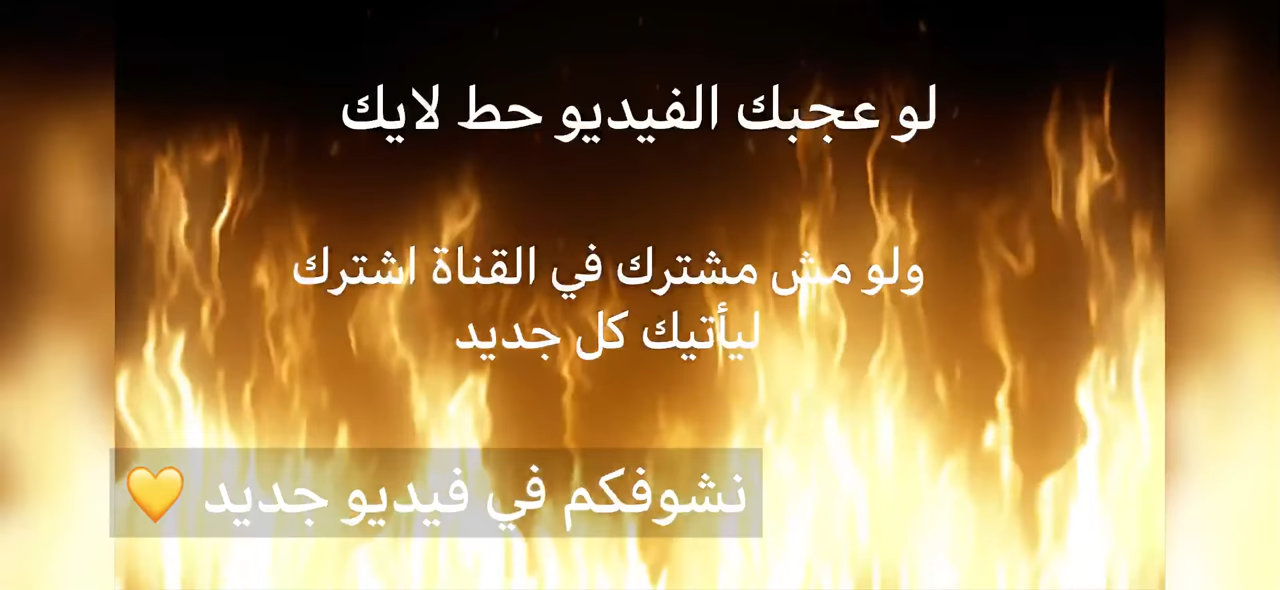 لو عجبك الفيديو حط لايك
ولو مش مشترك في القناة اشترك
ليأتيك كل جديد
نشوفكم في فيديو جديد 💛